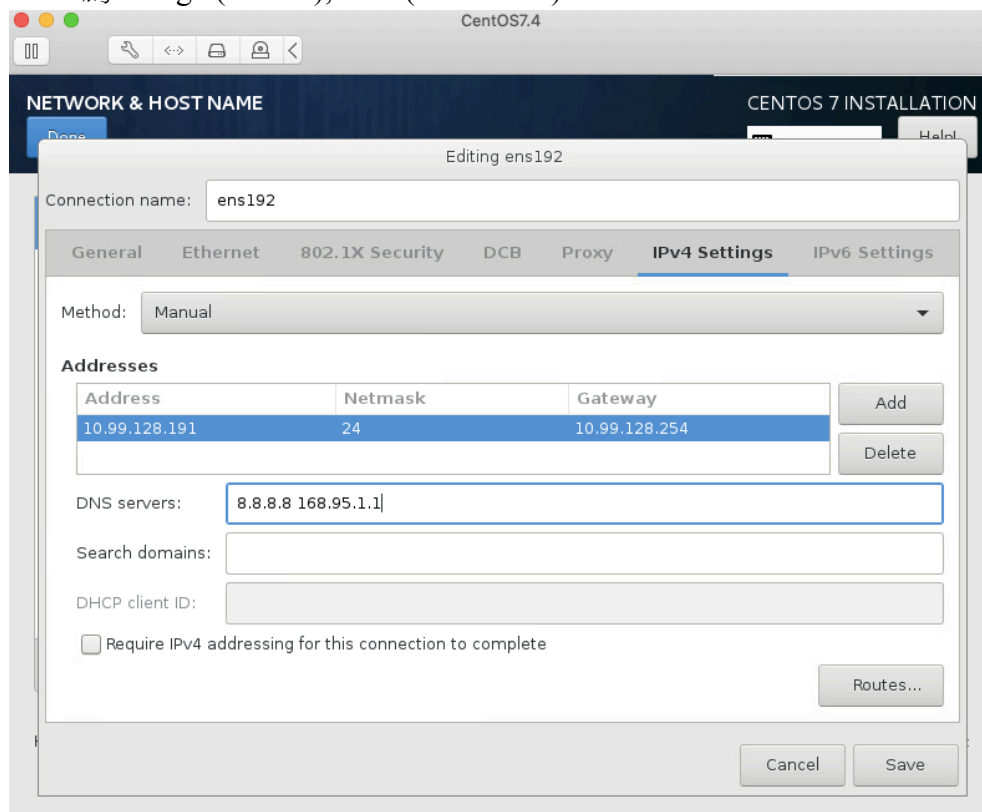 CentOS7.4
NETWORK & HOST NAME
CENTOS 7 INSTALLATION
Done
Help!
Editing ens192
Connection name: ens192
General Ethernet 802.1X Security DCB Proxy IPv4 Settings IPv6 Settings
Method: Manual
Addresses
Address Netmask Gateway
10.99.128.191 24 10.99.128.254
Add
Delete
DNS servers: 8.8.8.8 168.95.1.1
Search domains:
DHCP client ID:
Require IPv4 addressing for this connection to complete
Routes...
Cancel Save